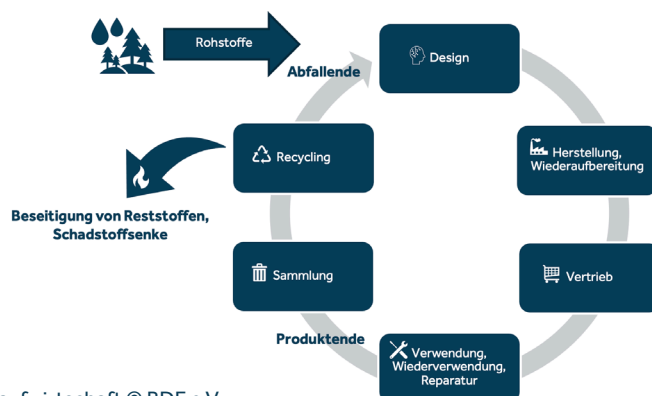 Rohstoffe
Abfallende
Design
Recycling
Herstellung,
Wiederaufbereitung
Beseitigung von Reststoffen,
Schadstoffsenke
Sammlung
Vertrieb
Produktende
Verwendung,
Wiederverwendung,
Reparatur